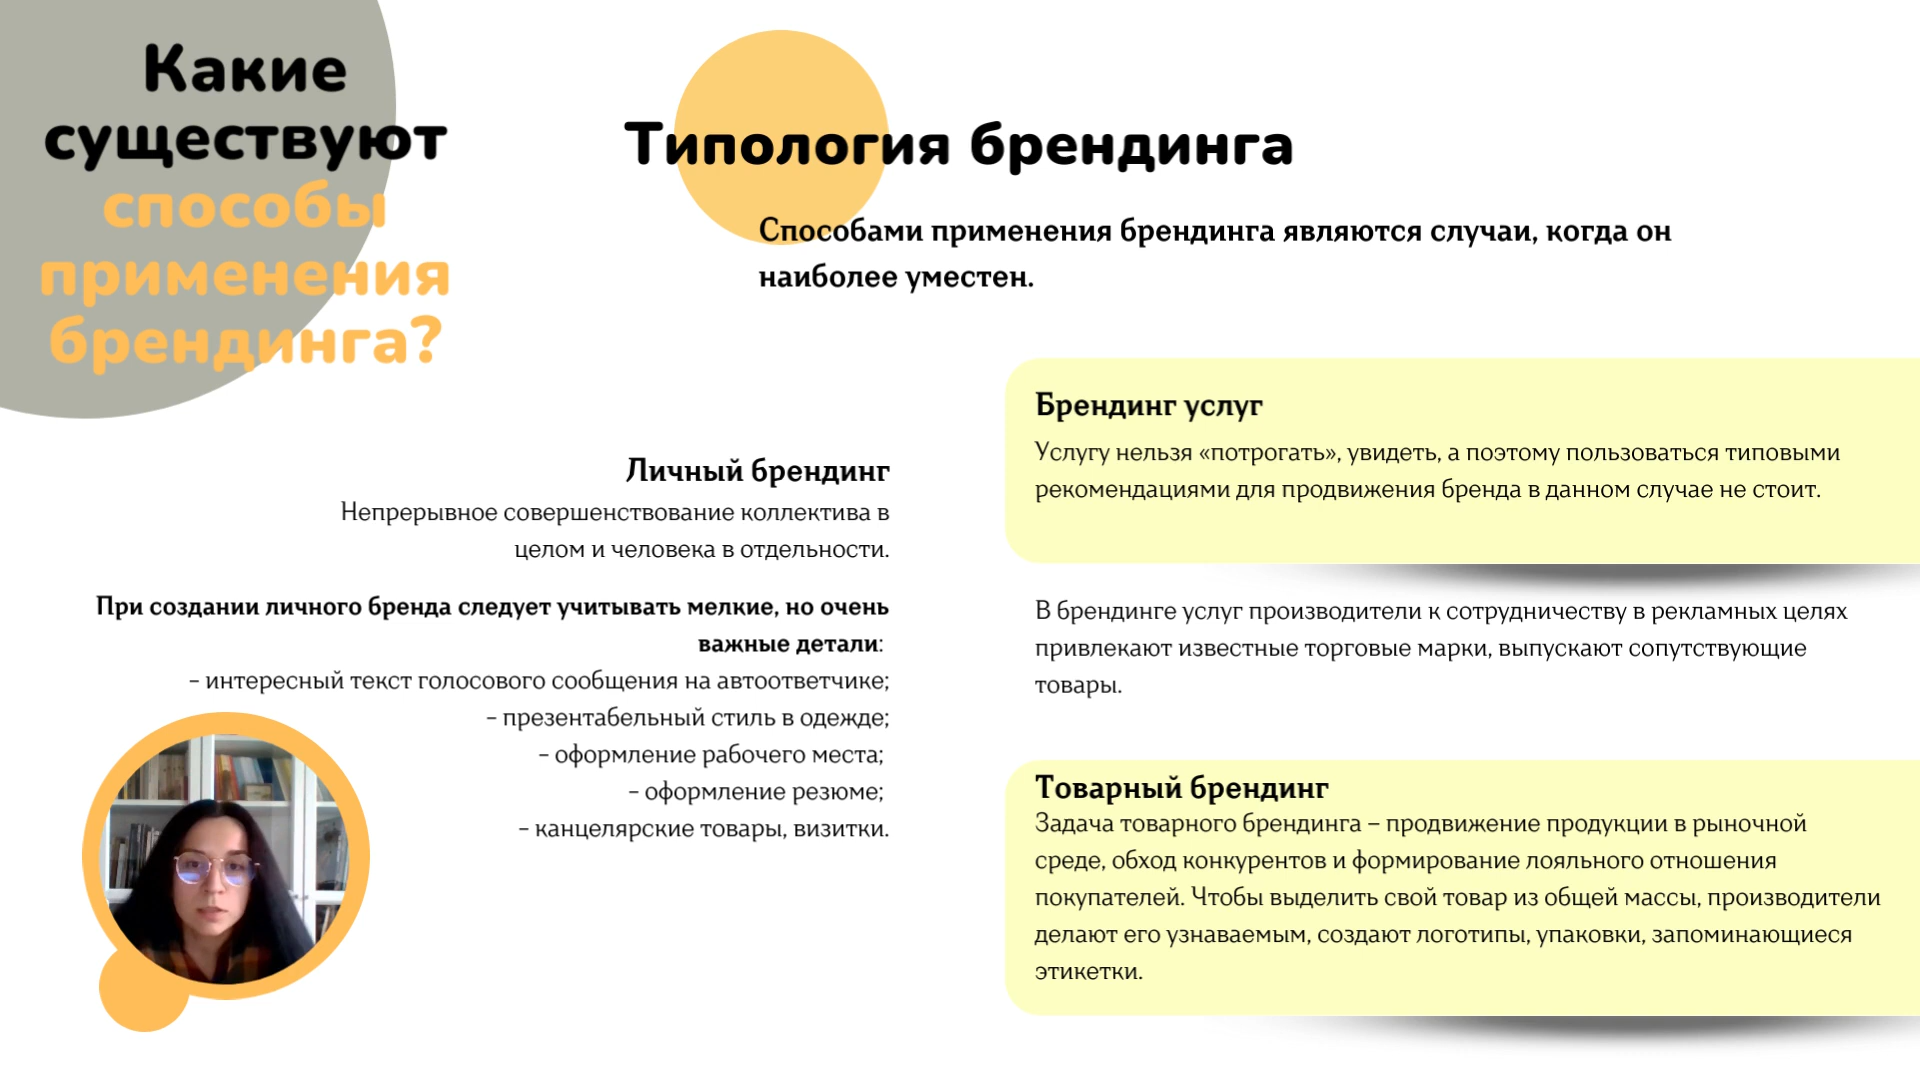 Какие
существуют
способы
применения
брендинга?
Типология брендинга
Способами применения брендинга являются случаи, когда он
наиболее уместен.
Личный брендинг
Непрерывное совершенствование коллектива в
целом и человека в отдельности.
При создании личного бренда следует учитывать мелкие, но очень
важные детали:
– интересный текст голосового сообщения на автоответчике;
– презентабельный стиль в одежде;
– оформление рабочего места;
– оформление резюме;
– канцелярские товары, визитки.
Брендинг услуг
Услугу нельзя «потрогать», увидеть, а поэтому пользоваться типовыми
рекомендациями для продвижения бренда в данном случае не стоит.
В брендинге услуг производители к сотрудничеству в рекламных целях
привлекают известные торговые марки, выпускают сопутствующие
товары.
Товарный брендинг
Задача товарного брендинга – продвижение продукции в рыночной
среде, обход конкурентов и формирование лояльного отношения
покупателей. Чтобы выделить свой товар из общей массы, производители
делают его узнаваемым, создают логотипы, упаковки, запоминающиеся
этикетки.